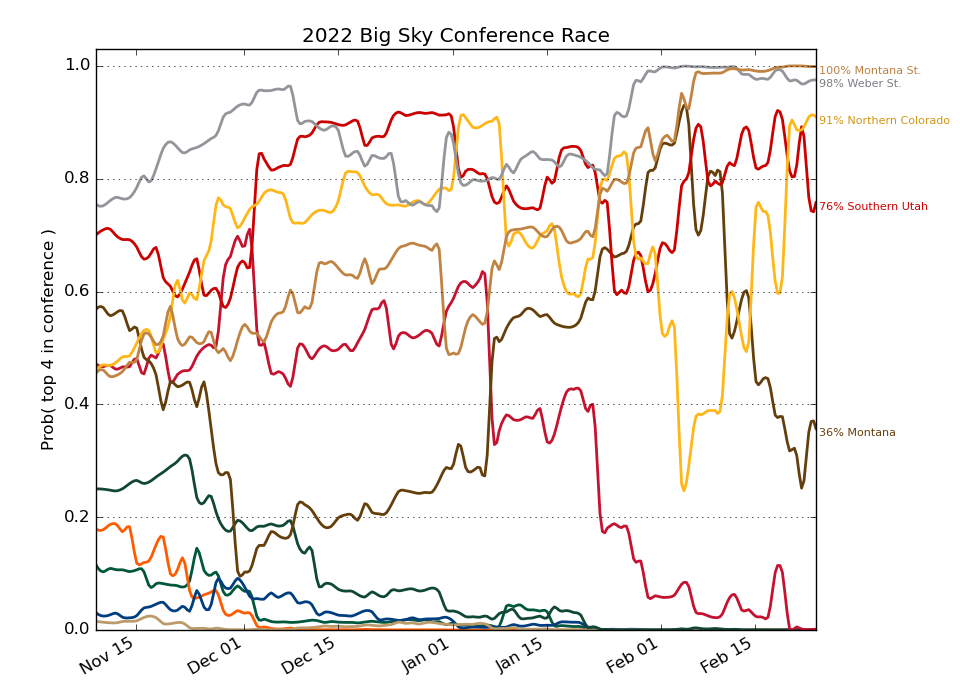 2022 Big Sky Conference Race
Prob( top 4 in conference )
1.0
0.8
0.6
0.4
0.2
0.0
100% Montana St.
98% Weber St.
91% Northern Colorado
76% Southern Utah
36% Montana
Nov 15
Dec 01
Dec 15
Jan 01
Jan 15
Feb 01
Feb 15